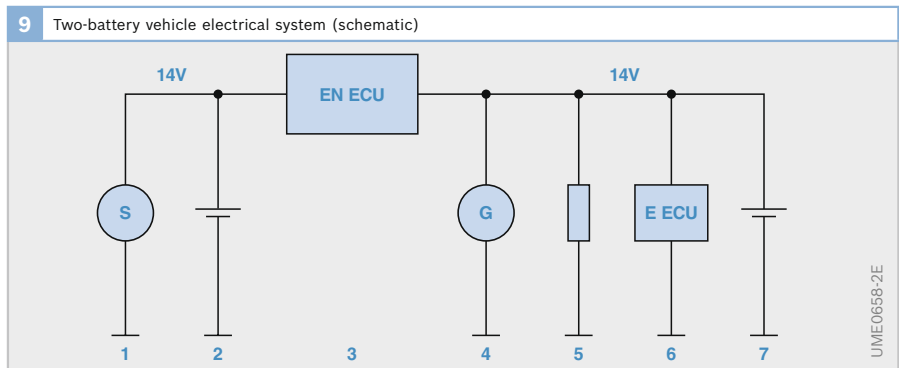 9 Two-battery vehicle electrical system (schematic)
14V 14V
EN ECU
S G E ECU
1 2 3 4 5 6 7
UME0658-2E